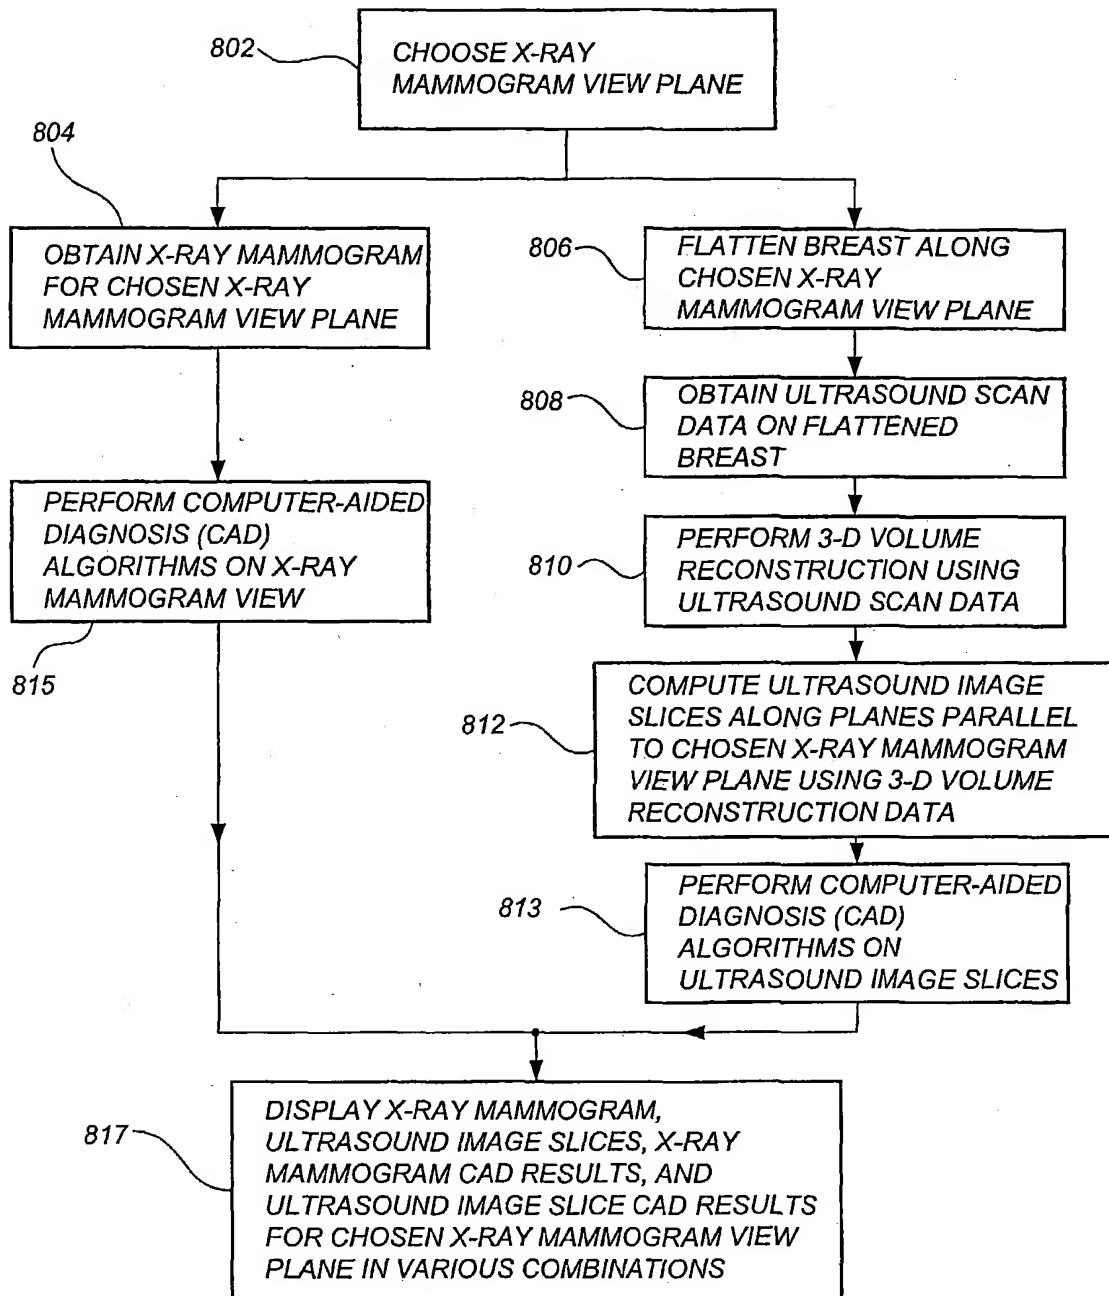 802
CHOOSE X-RAY
MAMMOGRAM VIEW PLANE
804
OBTAIN X-RAY MAMMOGRAM
FOR CHOSEN X-RAY
MAMMOGRAM VIEW PLANE
806
FLATTEN BREAST ALONG
CHOSEN X-RAY
MAMMOGRAM VIEW PLANE
808
OBTAIN ULTRASOUND SCAN
DATA ON FLATTENED
BREAST
PERFORM COMPUTER-AIDED
DIAGNOSIS (CAD)
ALGORITHMS ON X-RAY
MAMMOGRAM VIEW
815
810
PERFORM 3-D VOLUME
RECONSTRUCTION USING
ULTRASOUND SCAN DATA
812
COMPUTE ULTRASOUND IMAGE
SLICES ALONG PLANES PARALLEL
TO CHOSEN X-RAY MAMMOGRAM
VIEW PLANE USING 3-D VOLUME
RECONSTRUCTION DATA
813
PERFORM COMPUTER-AIDED
DIAGNOSIS (CAD)
ALGORITHMS ON
ULTRASOUND IMAGE SLICES
817
DISPLAY X-RAY MAMMOGRAM,
ULTRASOUND IMAGE SLICES, X-RAY
MAMMOGRAM CAD RESULTS, AND
ULTRASOUND IMAGE SLICE CAD RESULTS
FOR CHOSEN X-RAY MAMMOGRAM VIEW
PLANE IN VARIOUS COMBINATIONS